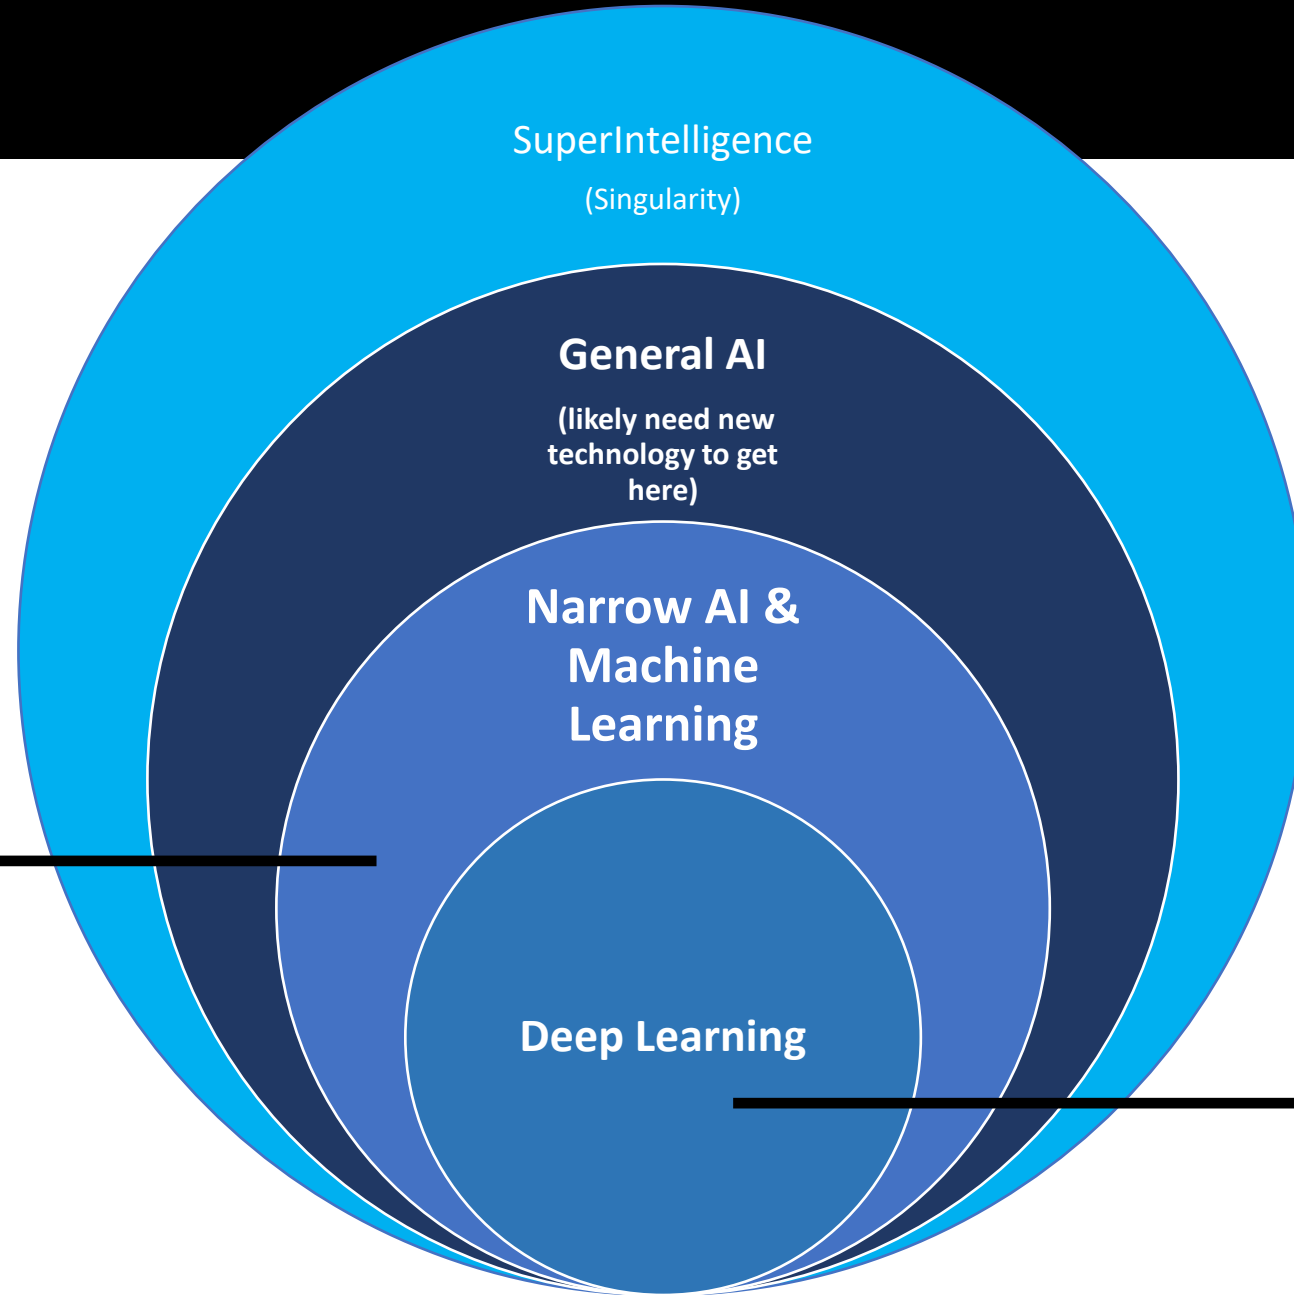 SuperIntelligence
(Singularity)
General AI
(likely need new
technology to get
here)
Narrow AI &
Machine
Learning
Deep Learning